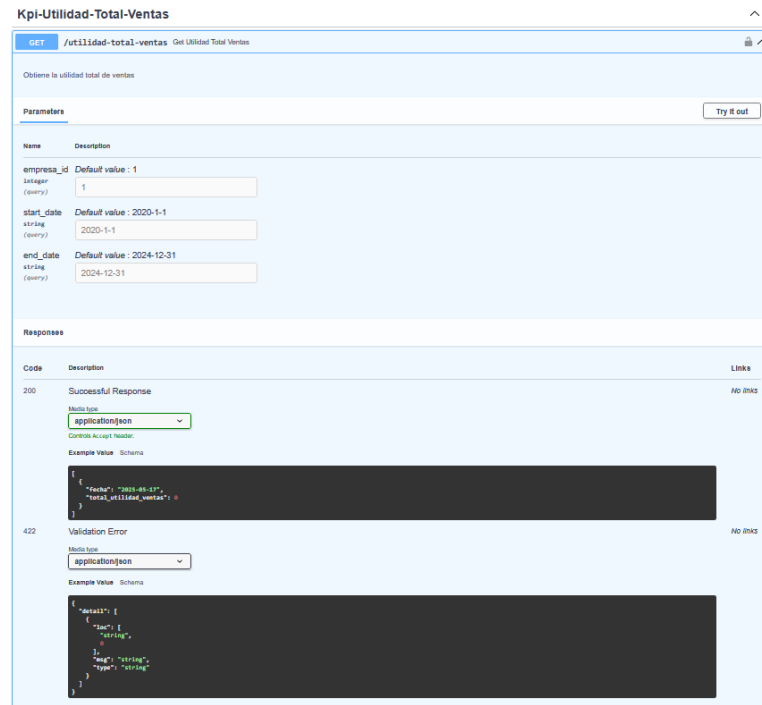 Kpi-Utilidad-Total-Ventas
GET /utilidad-total-ventas Get Utilidad Total Ventas
Obtiene la utilidad total de ventas
Parameters
Try it out
Name Description
empresa_id Default value : 1
integer
(query)
1
start_date Default value : 2020-1-1
string
(query)
2020-1-1
end_date Default value : 2024-12-31
string
(query)
2024-12-31
Responses
Code Description Links
200 Successful Response No links
Media type
application/json
Controls Accept header.
Example Value Schema
[
{
"fecha": "2025-05-17",
"total_utilidad_ventas": 0
}
]
422 Validation Error No links
Media type
application/json
Example Value Schema
{
"detail": [
{
"loc": [
"string",
0
],
"msg": "string",
"type": "string"
}
]
}